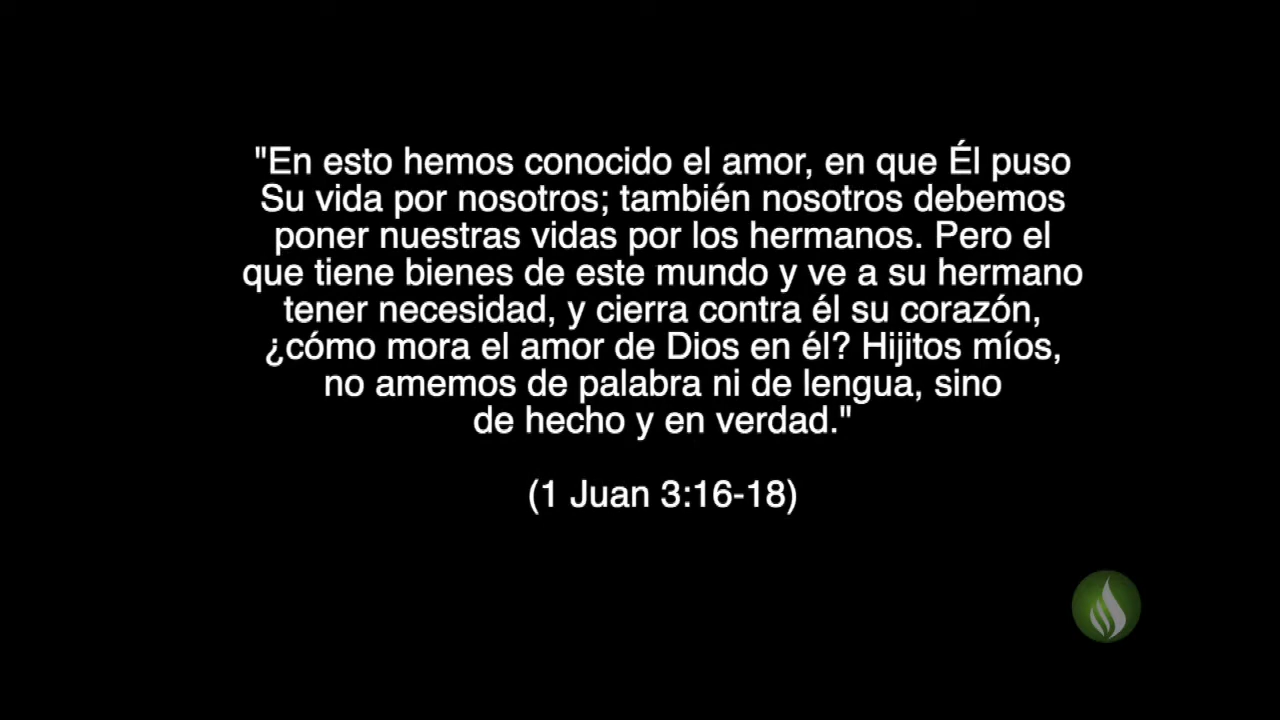 "En esto hemos conocido el amor, en que Él puso
Su vida por nosotros; también nosotros debemos
poner nuestras vidas por los hermanos. Pero el
que tiene bienes de este mundo y ve a su hermano
tener necesidad, y cierra contra él su corazón,
¿cómo mora el amor de Dios en él? Hijitos míos,
no amemos de palabra ni de lengua, sino
de hecho y en verdad."
(1 Juan 3:16-18)